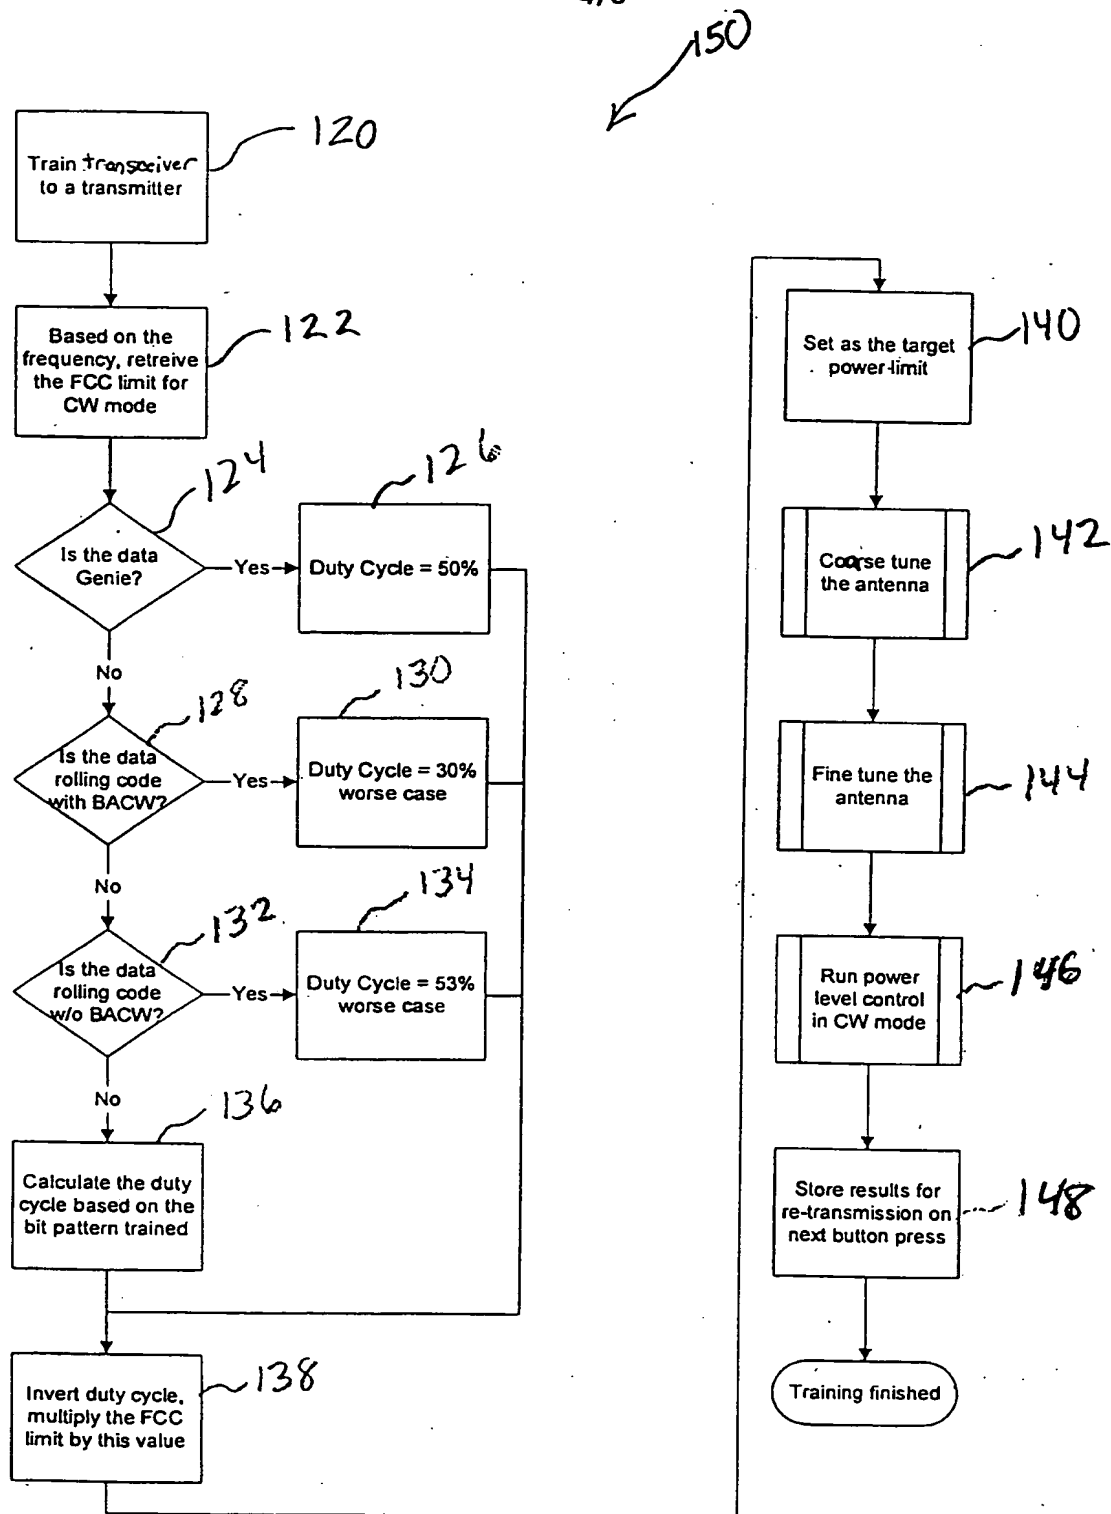 150
120
Train transceiver
to a transmitter
122
Based on the
frequency, retreive
the FCC limit for
CW mode
124
Is the data
Genie?
Yes
126
Duty Cycle = 50%
No
128
Is the data
rolling code
with BACW?
Yes
130
Duty Cycle = 30%
worse case
No
132
Is the data
rolling code
w/o BACW?
Yes
134
Duty Cycle = 53%
worse case
No
136
Calculate the duty
cycle based on the
bit pattern trained
138
Invert duty cycle,
multiply the FCC
limit by this value
140
Set as the target
power limit
142
Coarse tune
the antenna
144
Fine tune the
antenna
146
Run power
level control
in CW mode
148
Store results for
re-transmission on
next button press
Training finished